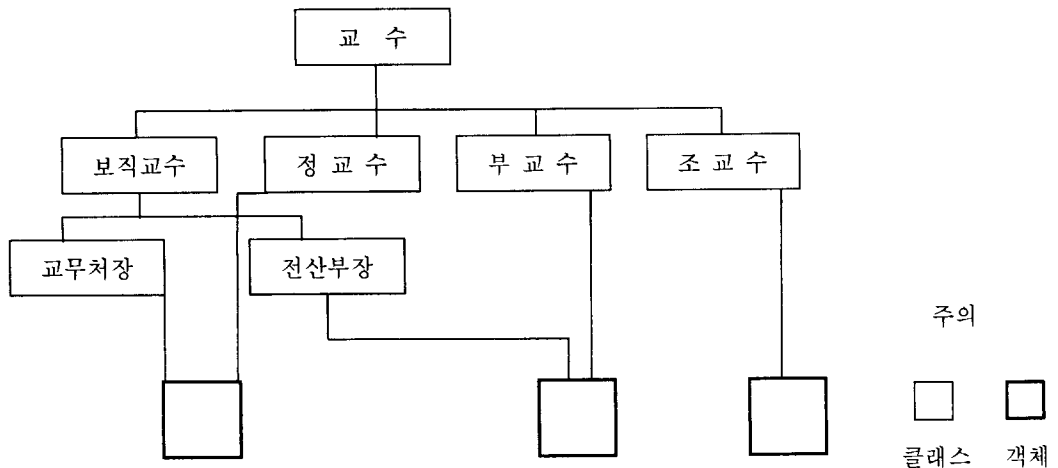 교 수
보직교수 정 교 수 부 교 수 조 교 수
교무처장 전산부장
주의
클래스 객체